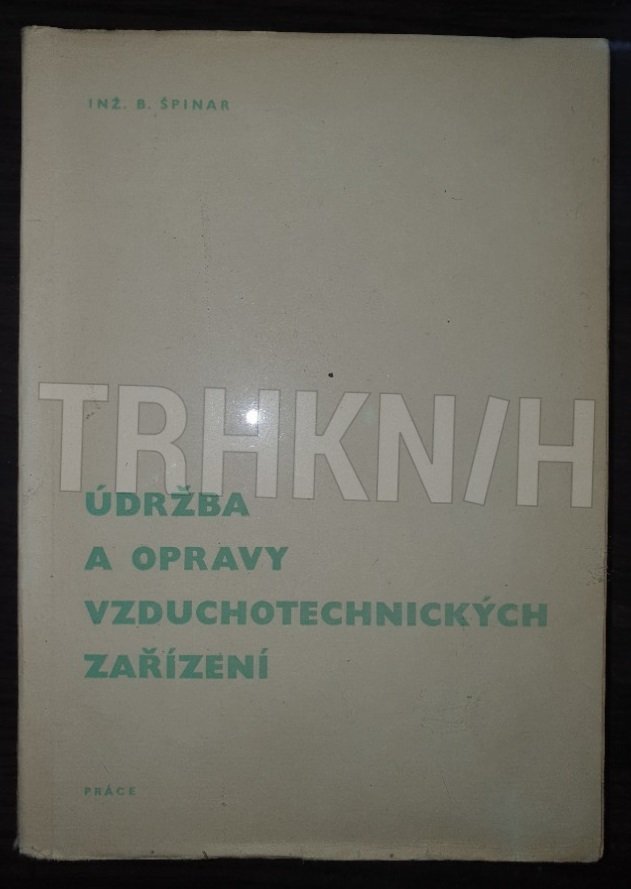 INŽ. B. ŠPINAR
TRHKN/H
ÚDRŽBA
A OPRAVY
VZDUCHOTECHNICKÝCH
ZAŘÍZENÍ
PRÁCE